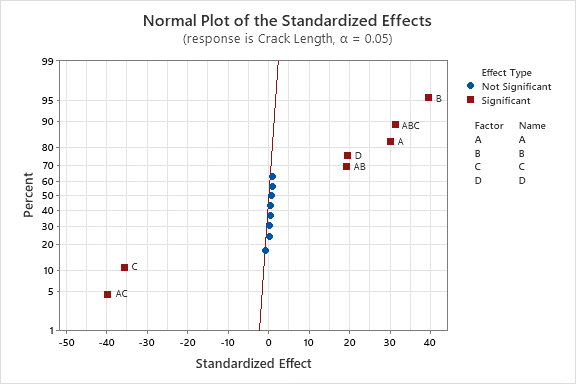 Normal Plot of the Standardized Effects
(response is Crack Length, α = 0.05)
99
95
90
80
70
60
50
40
30
20
10
5
1
Percent
B
ABC
A
D
AB
C
AC
-50 -40 -30 -20 -10 0 10 20 30 40
Standardized Effect
Effect Type
Not Significant
Significant
Factor Name
A A
B B
C C
D D